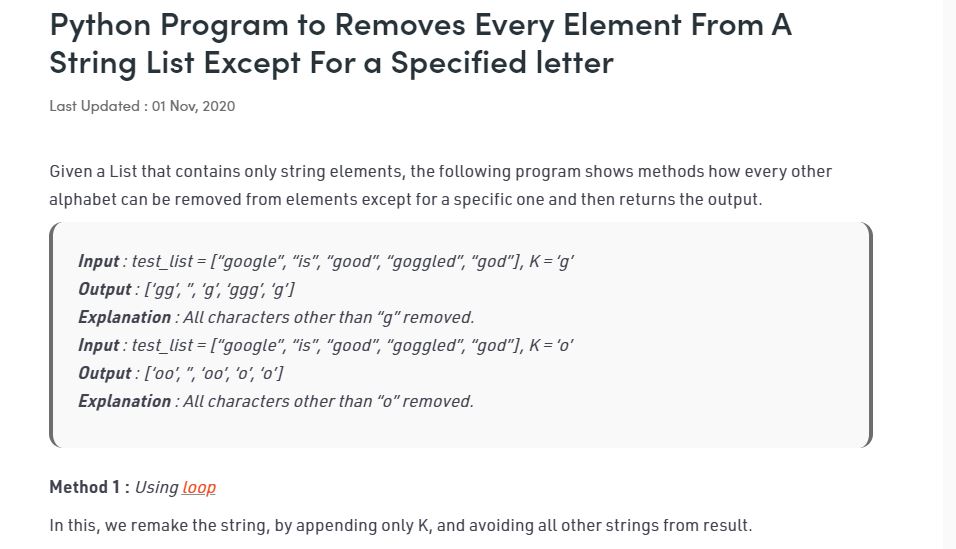 Python Program to Removes Every Element From A
String List Except For a Specified letter
Last Updated : 01 Nov, 2020
Given a List that contains only string elements, the following program shows methods how every other
alphabet can be removed from elements except for a specific one and then returns the output.
Input : test_list = [“google”, “is”, “good”, “goggled”, “god”], K = ‘g’
Output : [‘gg’, ”, ‘g’, ‘ggg’, ‘g’]
Explanation : All characters other than “g” removed.
Input : test_list = [“google”, “is”, “good”, “goggled”, “god”], K = ‘o’
Output : [‘oo’, ”, ‘oo’, ‘o’, ‘o’]
Explanation : All characters other than “o” removed.
Method 1 : Using loop
In this, we remake the string, by appending only K, and avoiding all other strings from result.